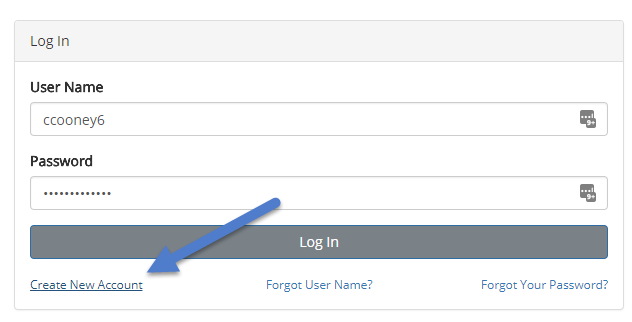 Log In
User Name
ccooney6
Password
•••••••••••••
Log In
Create New Account Forgot User Name? Forgot Your Password?